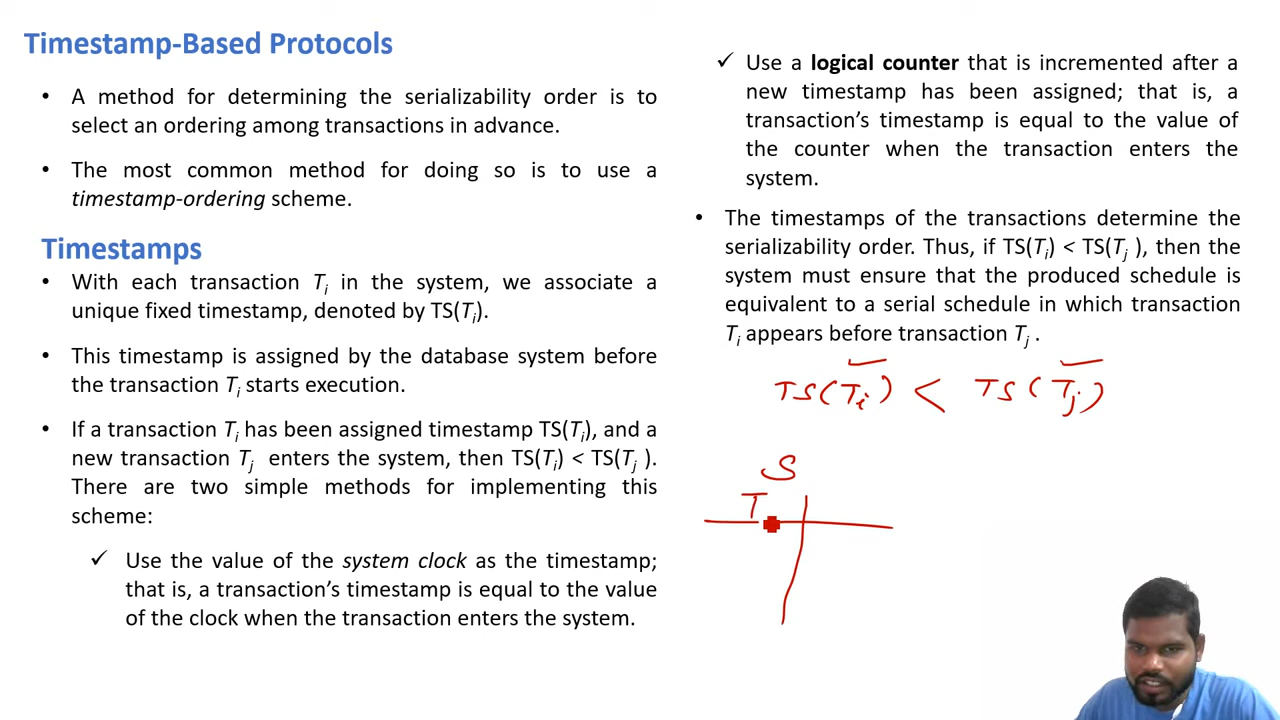 Timestamp-Based Protocols
• A method for determining the serializability order is to
select an ordering among transactions in advance.
• The most common method for doing so is to use a
timestamp-ordering scheme.
Timestamps
• With each transaction Ti in the system, we associate a
unique fixed timestamp, denoted by TS(Ti).
• This timestamp is assigned by the database system before
the transaction Ti starts execution.
• If a transaction Ti has been assigned timestamp TS(Ti), and a
new transaction Tj enters the system, then TS(Ti) < TS(Tj ).
There are two simple methods for implementing this
scheme:
✓ Use the value of the system clock as the timestamp;
that is, a transaction’s timestamp is equal to the value
of the clock when the transaction enters the system.
✓ Use a logical counter that is incremented after a
new timestamp has been assigned; that is, a
transaction’s timestamp is equal to the value of
the counter when the transaction enters the
system.
• The timestamps of the transactions determine the
serializability order. Thus, if TS(Ti) < TS(Tj ), then the
system must ensure that the produced schedule is
equivalent to a serial schedule in which transaction
Ti appears before transaction Tj .
TS(Ti) < TS(Tj)
S
T